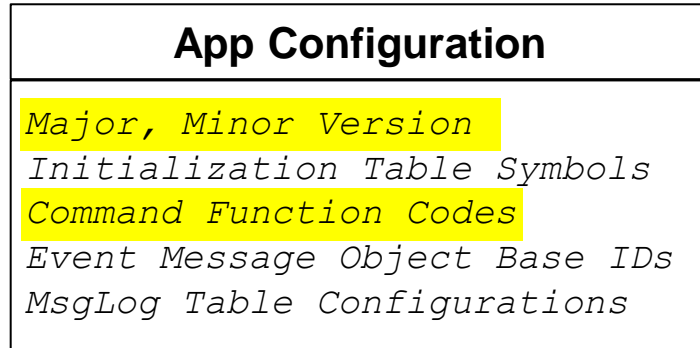 App Configuration
Major, Minor Version
Initialization Table Symbols
Command Function Codes
Event Message Object Base IDs
MsgLog Table Configurations